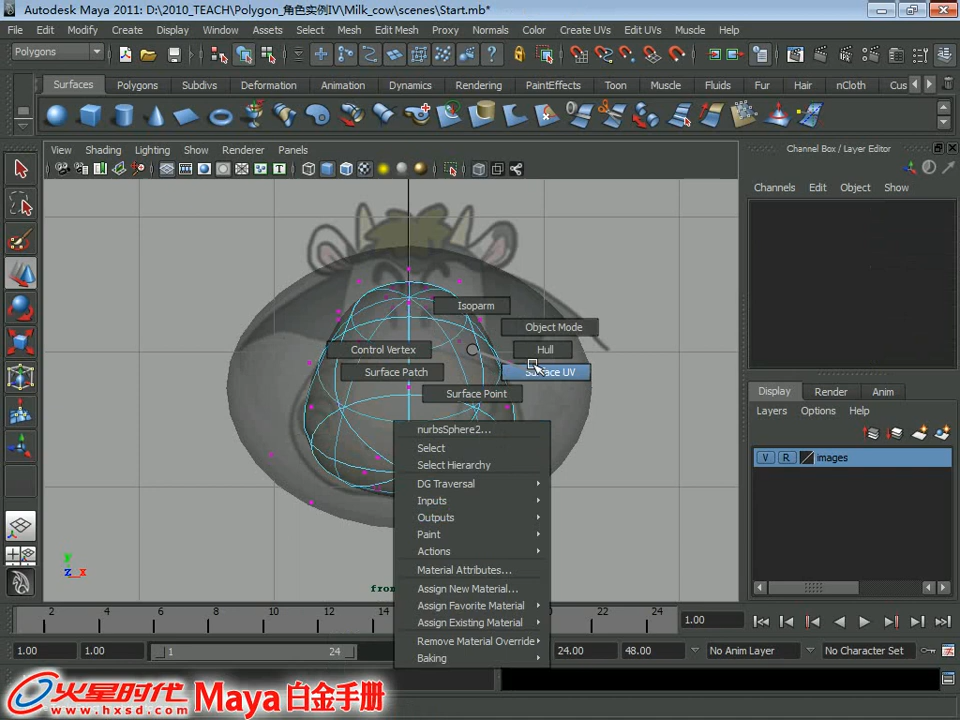 Autodesk Maya 2011: D:\2010_TEACH\Polygon_角色实例IV\Milk_cow\scenes\Start.mb*
File Edit Modify Create Display Window Assets Select Mesh Edit Mesh Proxy Normals Color Create UVs Edit UVs Muscle Help
Polygons
Surfaces Polygons Subdivs Deformation Animation Dynamics Rendering PaintEffects Toon Muscle Fluids Fur Hair nCloth Cus
View Shading Lighting Show Renderer Panels
Channel Box / Layer Editor
Channels Edit Object Show
Isoparm
Object Mode
Control Vertex
Hull
Surface Patch
Surface UV
Surface Point
nurbsSphere2...
Select
Select Hierarchy
DG Traversal
Inputs
Outputs
Paint
Actions
Material Attributes...
Assign New Material...
Assign Favorite Material
Assign Existing Material
Remove Material Override
Baking
Display Render Anim
Layers Options Help
V R images
y
z x
2 4 6 8 10 12 14 22 24
1.00
1.00 1.00 1 24 24.00 48.00 No Anim Layer No Character Set
火星时代 Maya 白金手册
www.hxsd.com